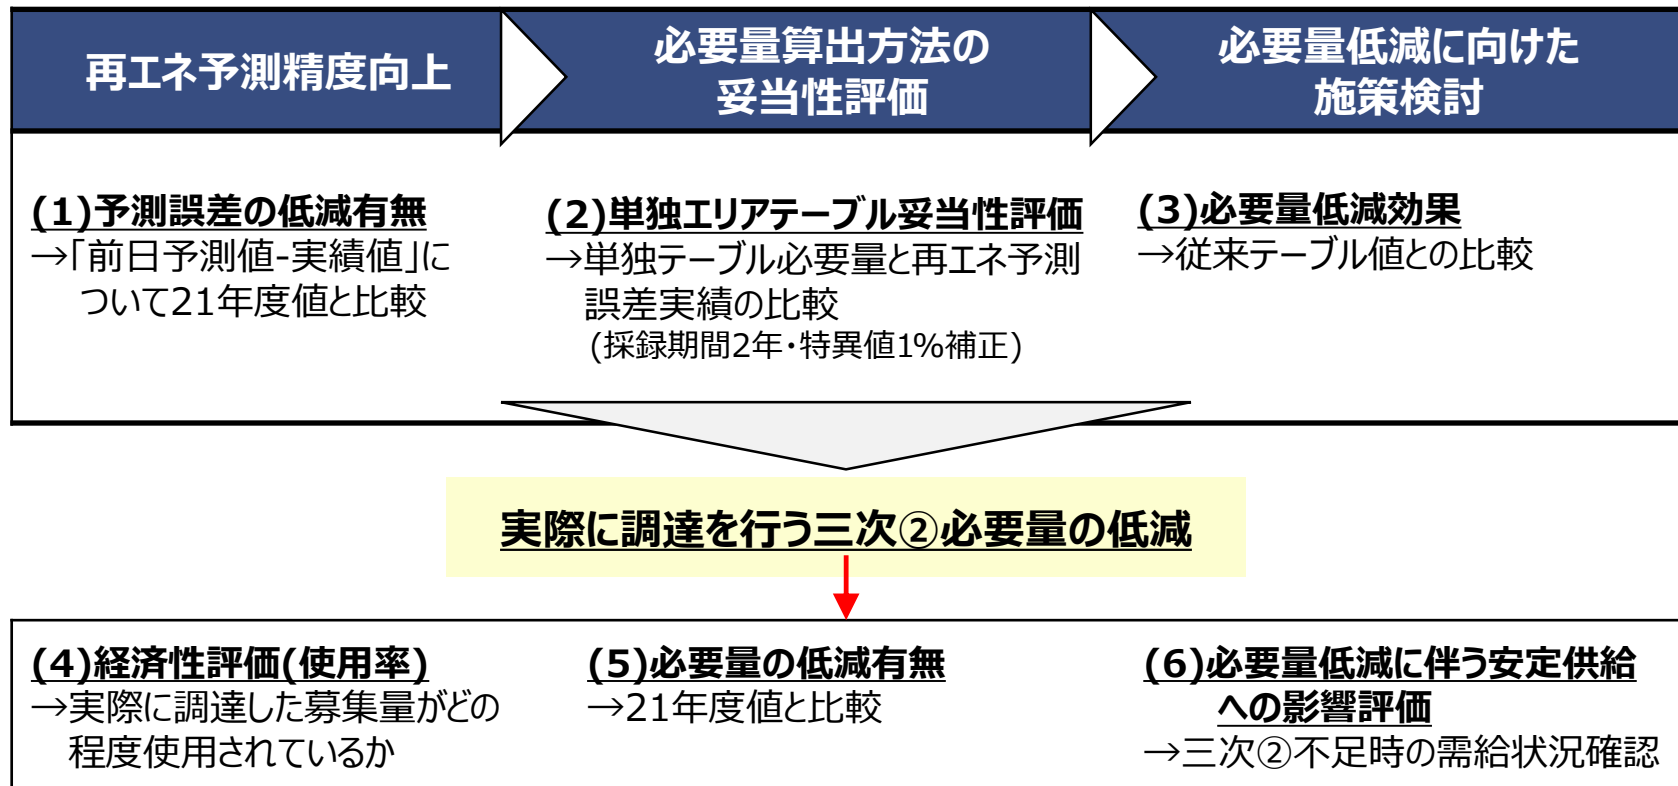 再エネ予測精度向上
必要量算出方法の
妥当性評価
必要量低減に向けた
施策検討
(1)予測誤差の低減有無
→「前日予測値-実績値」に
ついて21年度値と比較
(2)単独エリアテーブル妥当性評価
→単独テーブル必要量と再エネ予測
誤差実績の比較
(採録期間2年・特異値1%補正)
(3)必要量低減効果
→従来テーブル値との比較
実際に調達を行う三次②必要量の低減
(4)経済性評価(使用率)
→実際に調達した募集量がどの
程度使用されているか
(5)必要量の低減有無
→21年度値と比較
(6)必要量低減に伴う安定供給
への影響評価
→三次②不足時の需給状況確認